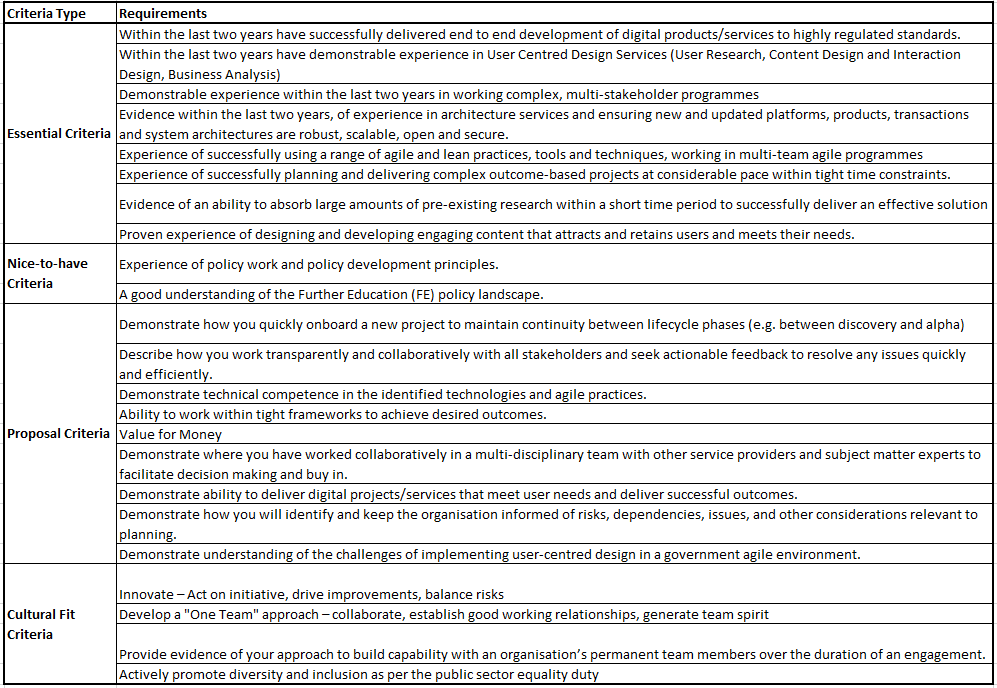 Criteria Type
Requirements
Essential Criteria
Within the last two years have successfully delivered end to end development of digital products/services to highly regulated standards.
Within the last two years have demonstrable experience in User Centred Design Services (User Research, Content Design and Interaction
Design, Business Analysis)
Demonstrable experience within the last two years in working complex, multi-stakeholder programmes
Evidence within the last two years, of experience in architecture services and ensuring new and updated platforms, products, transactions
and system architectures are robust, scalable, open and secure.
Experience of successfully using a range of agile and lean practices, tools and techniques, working in multi-team agile programmes
Experience of successfully planning and delivering complex outcome-based projects at considerable pace within tight time constraints.
Evidence of an ability to absorb large amounts of pre-existing research within a short time period to successfully deliver an effective solution
Proven experience of designing and developing engaging content that attracts and retains users and meets their needs.
Nice-to-have
Criteria
Experience of policy work and policy development principles.
A good understanding of the Further Education (FE) policy landscape.
Proposal Criteria
Demonstrate how you quickly onboard a new project to maintain continuity between lifecycle phases (e.g. between discovery and alpha)
Describe how you work transparently and collaboratively with all stakeholders and seek actionable feedback to resolve any issues quickly
and efficiently.
Demonstrate technical competence in the identified technologies and agile practices.
Ability to work within tight frameworks to achieve desired outcomes.
Value for Money
Demonstrate where you have worked collaboratively in a multi-disciplinary team with other service providers and subject matter experts to
facilitate decision making and buy in.
Demonstrate ability to deliver digital projects/services that meet user needs and deliver successful outcomes.
Demonstrate how you will identify and keep the organisation informed of risks, dependencies, issues, and other considerations relevant to
planning.
Demonstrate understanding of the challenges of implementing user-centred design in a government agile environment.
Cultural Fit
Criteria
Innovate – Act on initiative, drive improvements, balance risks
Develop a "One Team" approach – collaborate, establish good working relationships, generate team spirit
Provide evidence of your approach to build capability with an organisation's permanent team members over the duration of an engagement.
Actively promote diversity and inclusion as per the public sector equality duty